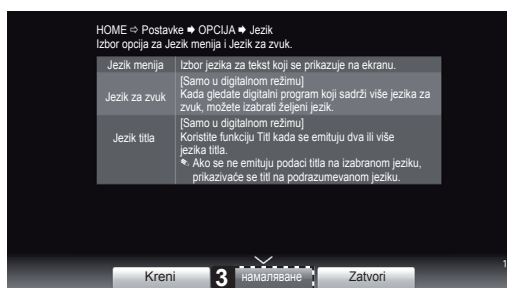 HOME ⇨ Postavke ➡ OPCIJA ➡ Jezik
Izbor opcija za Jezik menija i Jezik za zvuk.
Jezik menija
Izbor jezika za tekst koji se prikazuje na ekranu.
Jezik za zvuk
[Samo u digitalnom režimu]
Kada gledate digitalni program koji sadrži više jezika za
zvuk, možete izabrati željeni jezik.
Jezik titla
[Samo u digitalnom režimu]
Koristite funkciju Titl kada se emituju dva ili više
jezika titla.
✎ Ako se ne emituju podaci titla na izabranom jeziku,
prikazivaće se titl na podrazumevanom jeziku.
1
Kreni 3 намаляване Zatvori